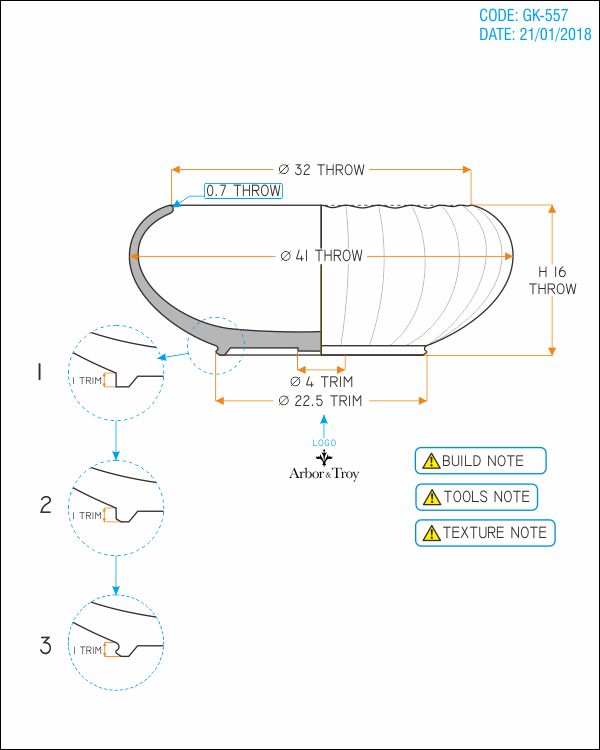 CODE: GK-557
DATE: 21/01/2018
Ø 32 THROW
0.7 THROW
Ø 41 THROW
H 16
THROW
1
1 TRIM
Ø 4 TRIM
Ø 22.5 TRIM
LOGO
Arbor & Troy
BUILD NOTE
TOOLS NOTE
TEXTURE NOTE
2
1 TRIM
3
1 TRIM